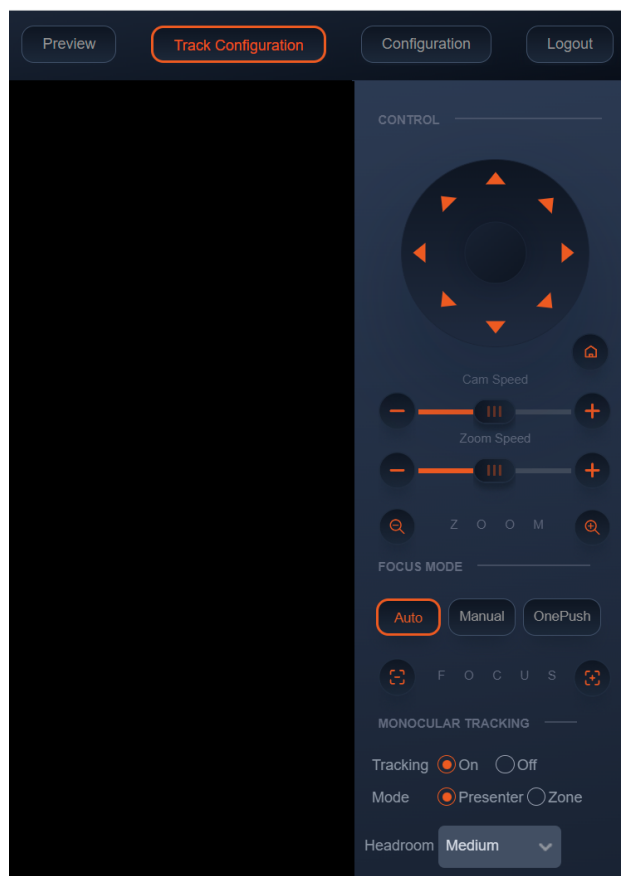 Preview Track Configuration Configuration Logout
CONTROL
Cam Speed
Zoom Speed
Z O O M
FOCUS MODE
Auto Manual OnePush
F O C U S
MONOCULAR TRACKING
Tracking On Off
Mode Presenter Zone
Headroom Medium